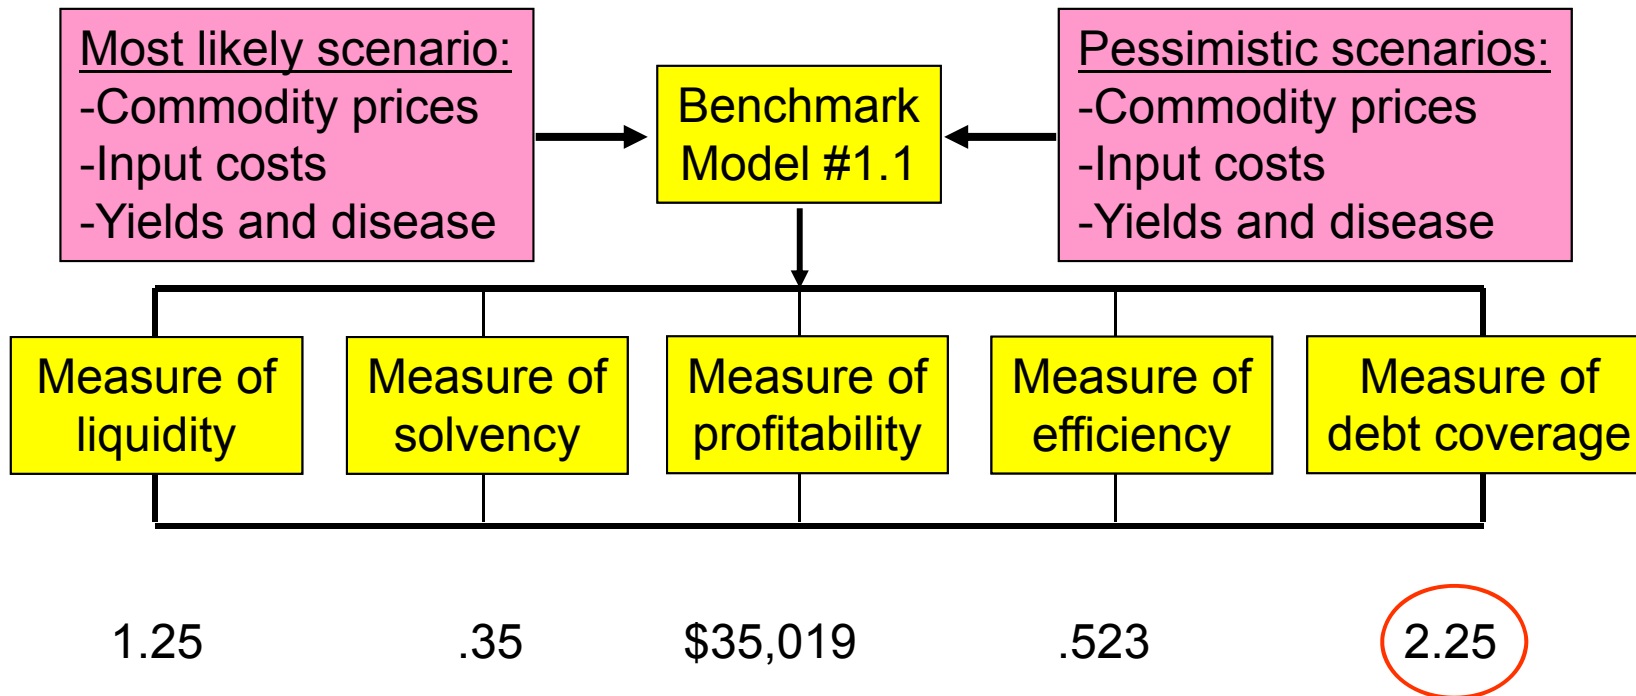 Most likely scenario:
-Commodity prices
-Input costs
-Yields and disease
Benchmark
Model #1.1
Pessimistic scenarios:
-Commodity prices
-Input costs
-Yields and disease
Measure of
liquidity
Measure of
solvency
Measure of
profitability
Measure of
efficiency
Measure of
debt coverage
1.25
.35
$35,019
.523
2.25